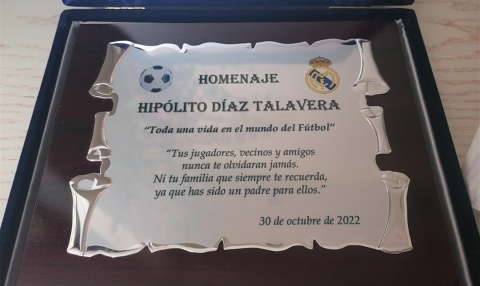 HOMENAJE
HIPÓLITO DÍAZ TALAVERA
“Toda una vida en el mundo del Fútbol”
“Tus jugadores, vecinos y amigos
nunca te olvidaran jamás.
Ni tu familia que siempre te recuerda,
ya que has sido un padre para ellos.”
30 de octubre de 2022